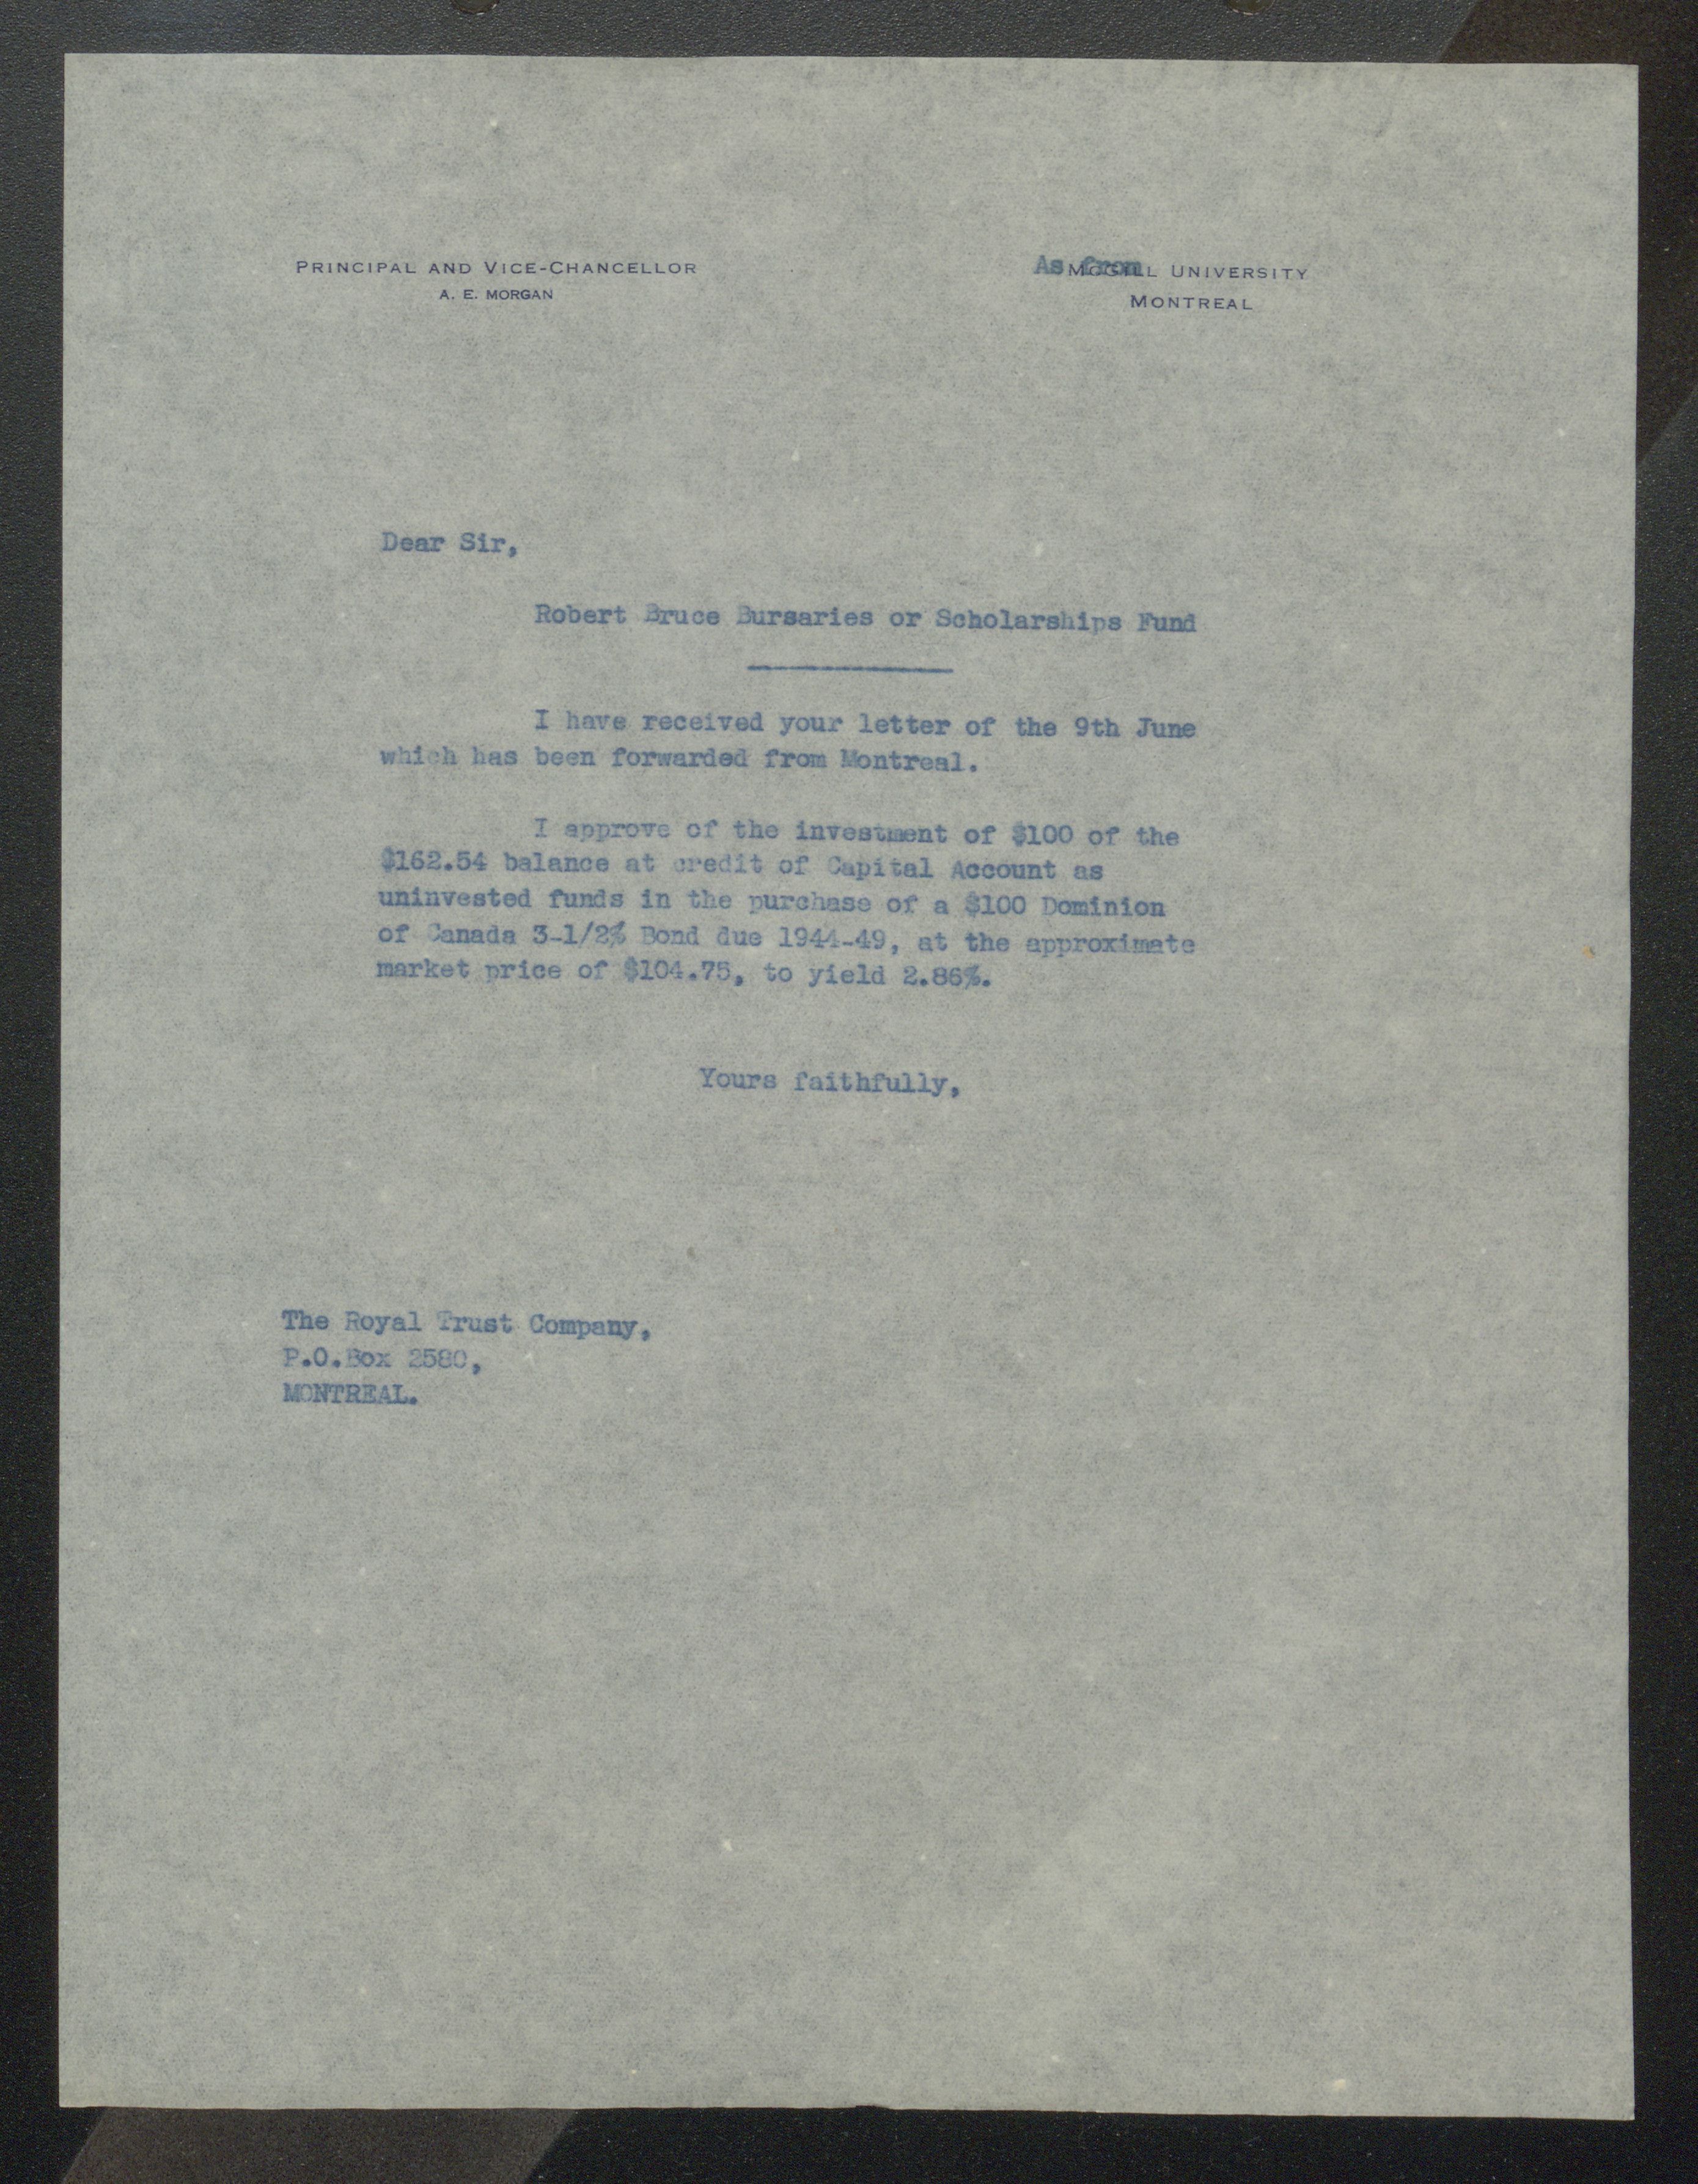 PRINCIPAL AND VICE-CHANCELLOR
A. E. MORGAN
As from
MCGILL UNIVERSITY
MONTREAL
Dear Sir,
Robert Bruce Bursaries or Scholarships Fund
I have received your letter of the 9th June
which has been forwarded from Montreal.
I approve of the investment of $100 of the
$162.54 balance at credit of Capital Account as
uninvested funds in the purchase of a $100 Dominion
of Canada 3-1/2% Bond due 1944-49, at the approximate
market price of $104.75, to yield 2.86%.
Yours faithfully,
The Royal Trust Company,
P.O.Box 2580,
MONTREAL.